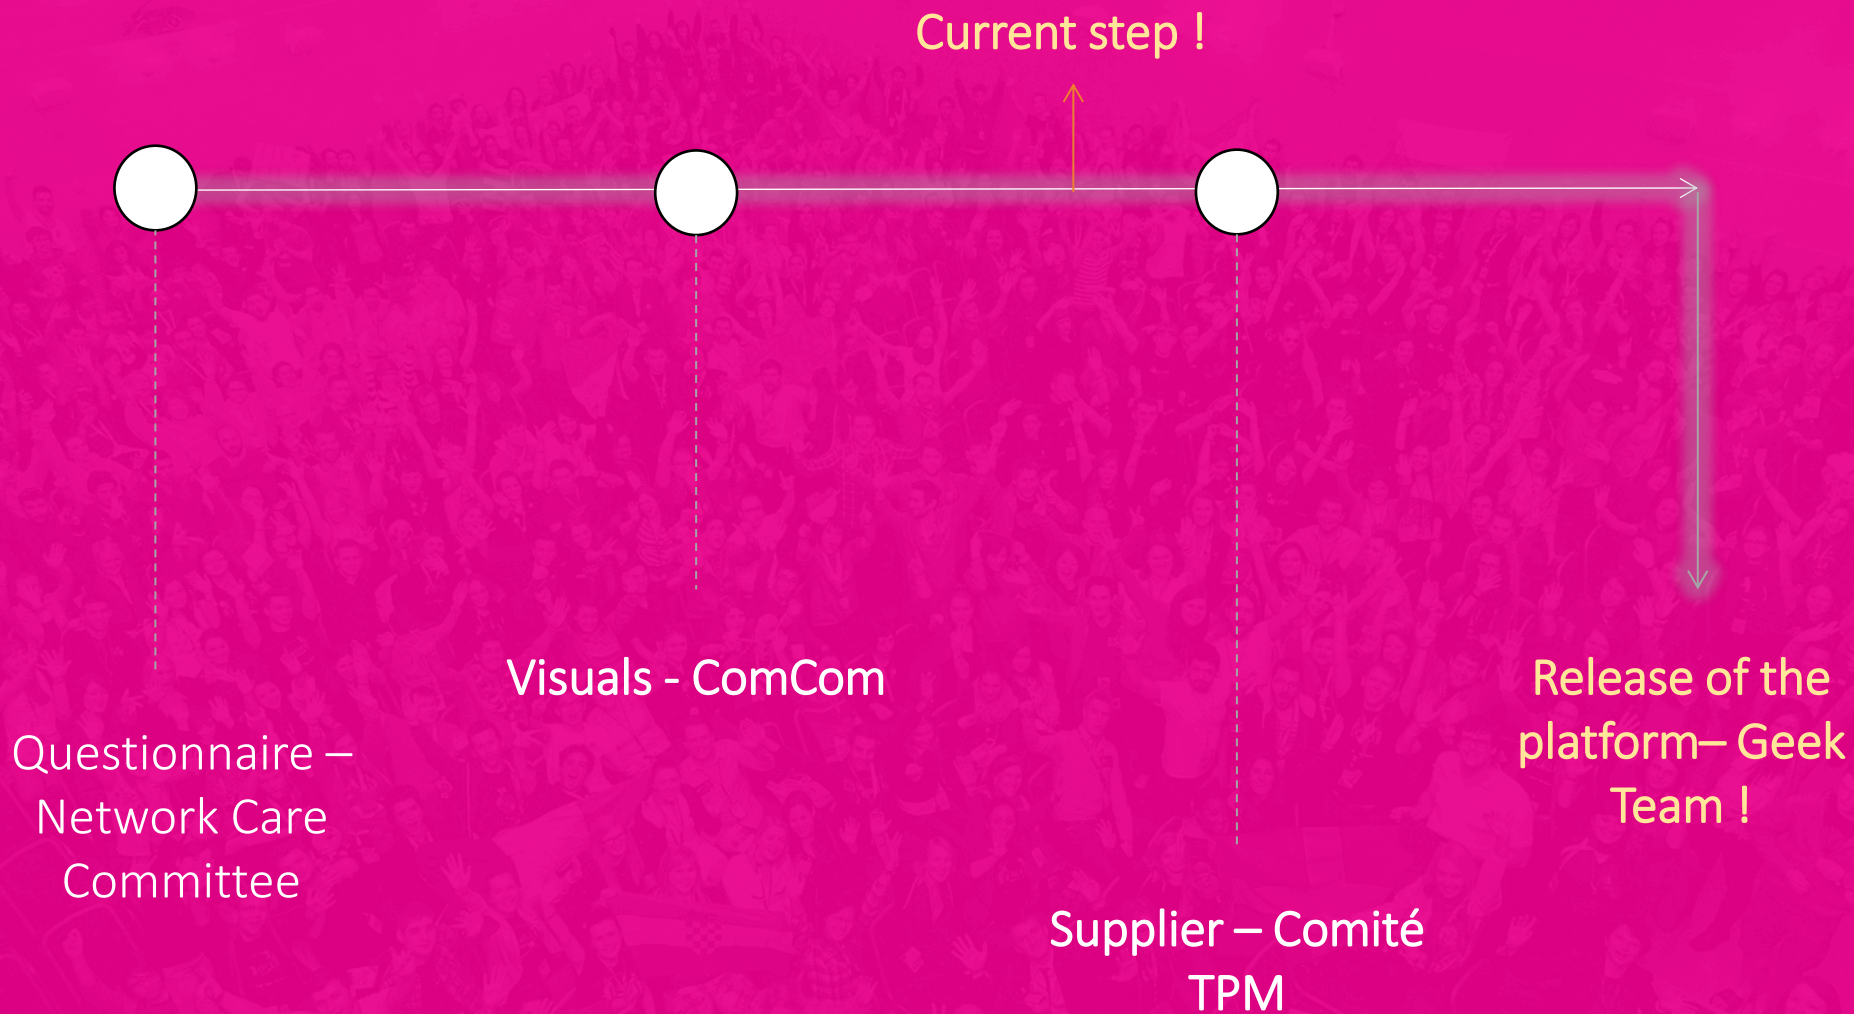 Current step !
Questionnaire –
Network Care
Committee
Visuals - ComCom
Supplier – Comité
TPM
Release of the
platform– Geek
Team !